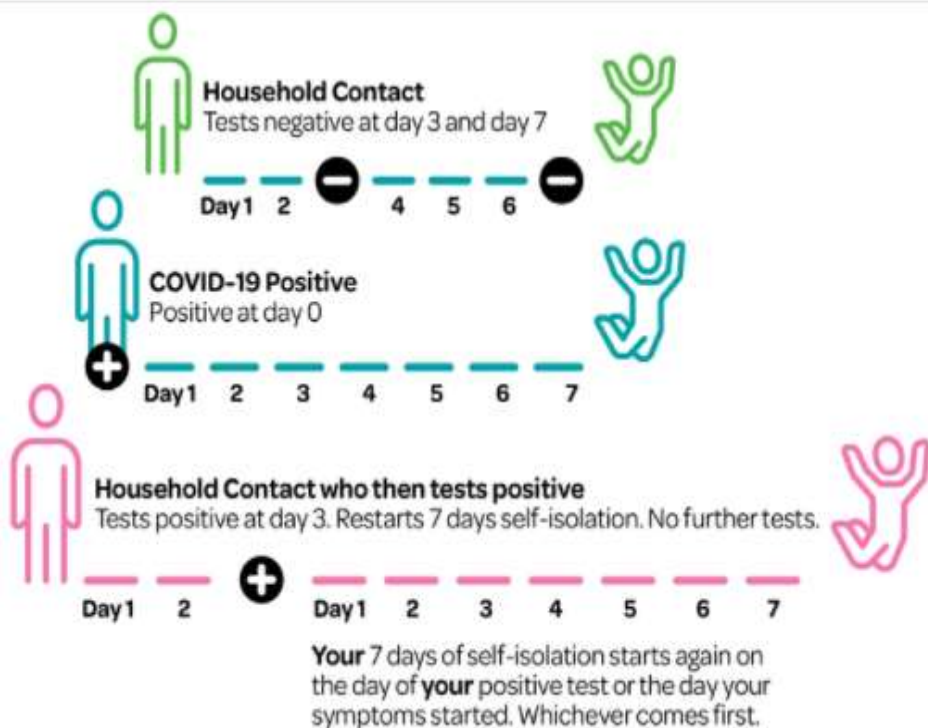 Household Contact
Tests negative at day 3 and day 7
Day 1 2 4 5 6
COVID-19 Positive
Positive at day 0
Day 1 2 3 4 5 6 7
Household Contact who then tests positive
Tests positive at day 3. Restarts 7 days self-isolation. No further tests.
Day 1 2 Day 1 2 3 4 5 6 7
Your 7 days of self-isolation starts again on
the day of your positive test or the day your
symptoms started. Whichever comes first.